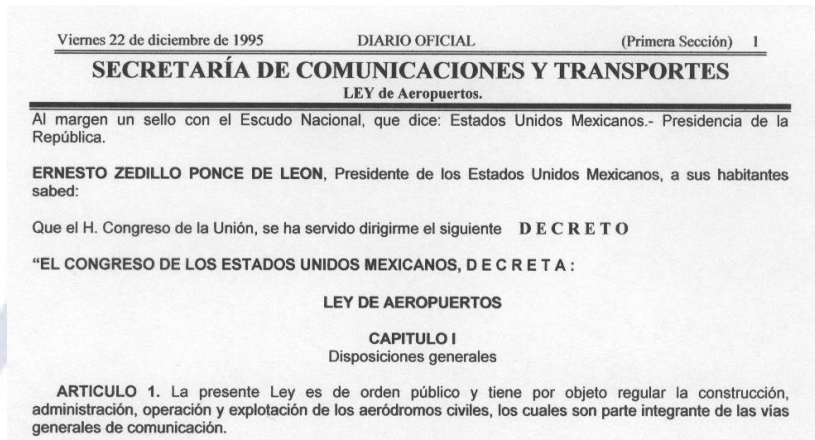 Viernes 22 de diciembre de 1995 DIARIO OFICIAL (Primera Sección) 1
SECRETARÍA DE COMUNICACIONES Y TRANSPORTES
LEY de Aeropuertos.
Al margen un sello con el Escudo Nacional, que dice: Estados Unidos Mexicanos.- Presidencia de la
República.
ERNESTO ZEDILLO PONCE DE LEON, Presidente de los Estados Unidos Mexicanos, a sus habitantes
sabed:
Que el H. Congreso de la Unión, se ha servido dirigirme el siguiente D E C R E T O
“EL CONGRESO DE LOS ESTADOS UNIDOS MEXICANOS, D E C R E T A :
LEY DE AEROPUERTOS
CAPITULO I
Disposiciones generales
ARTICULO 1. La presente Ley es de orden público y tiene por objeto regular la construcción,
administración, operación y explotación de los aeródromos civiles, los cuales son parte integrante de las vías
generales de comunicación.